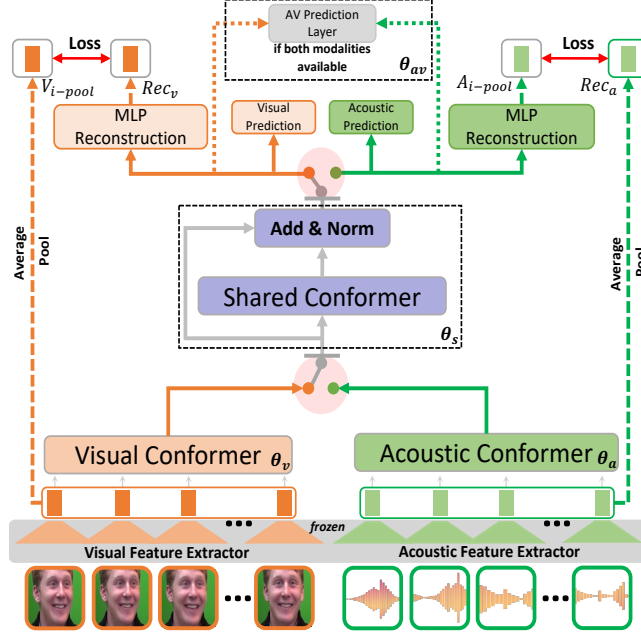 AV Prediction
Layer
if both modalities
available
θav
Loss
Loss
Vi−pool
Recv
Ai−pool
Reca
MLP
Reconstruction
Visual
Prediction
Acoustic
Prediction
MLP
Reconstruction
Average
Pool
Add & Norm
Shared Conformer
θs
Average
Pool
Visual Conformer θv
Acoustic Conformer θa
frozen
Visual Feature Extractor
Acoustic Feature Extractor